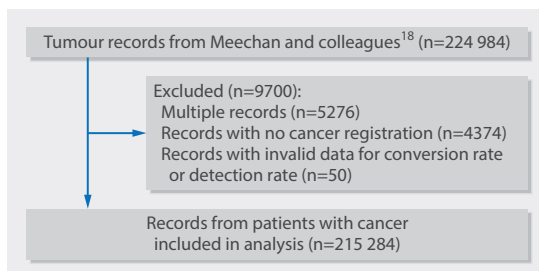 Tumour records from Meechan and colleagues18 (n=224 984)
Excluded (n=9700):
Multiple records (n=5276)
Records with no cancer registration (n=4374)
Records with invalid data for conversion rate
or detection rate (n=50)
Records from patients with cancer
included in analysis (n=215 284)